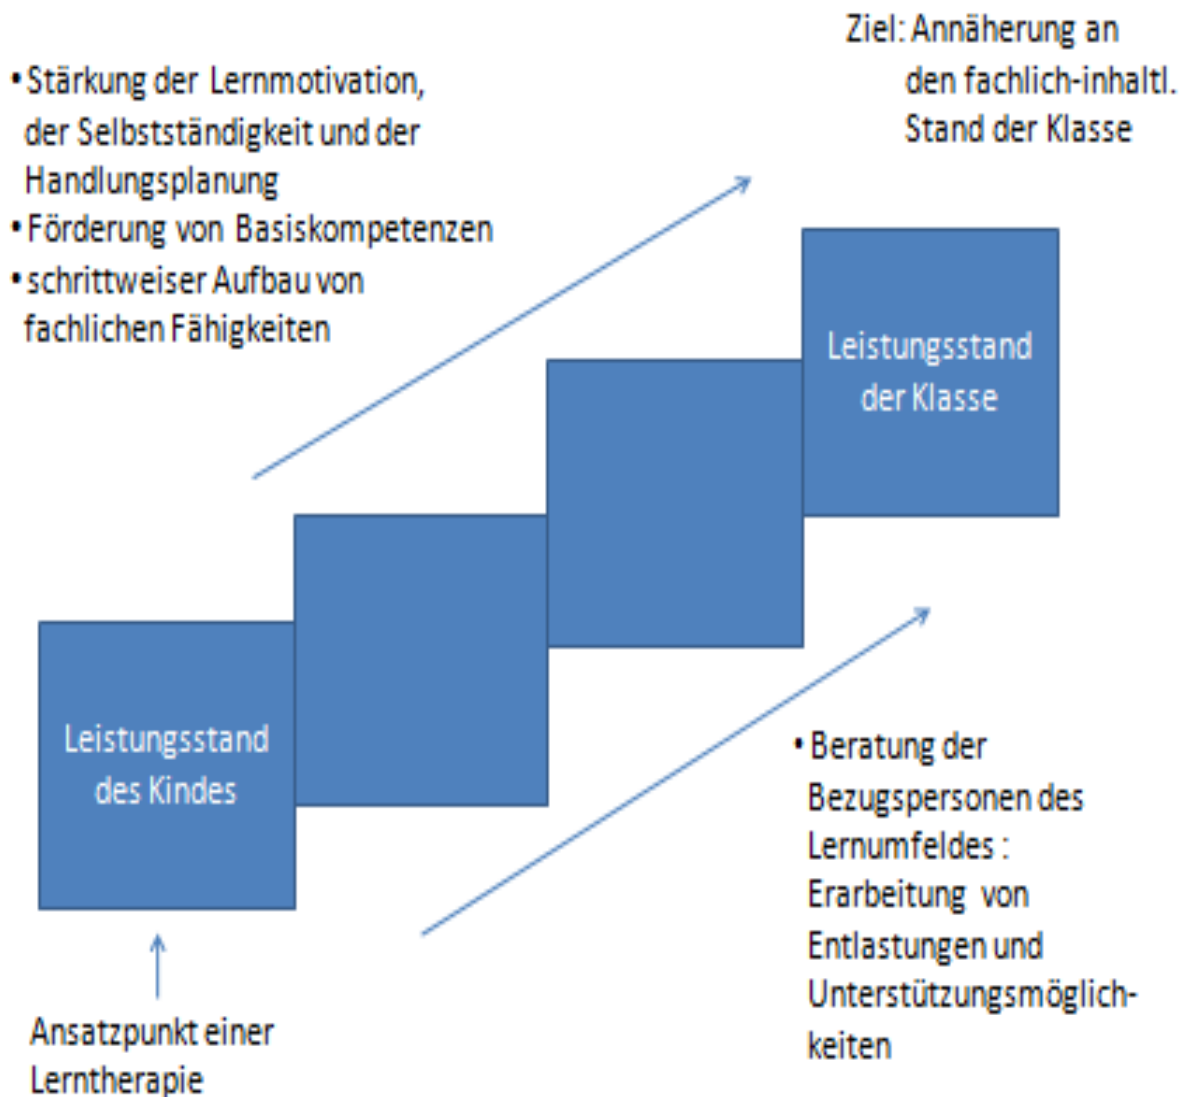 Ziel: Annäherung an
den fachlich-inhaltl.
Stand der Klasse
• Stärkung der Lernmotivation,
der Selbstständigkeit und der
Handlungsplanung
• Förderung von Basiskompetenzen
• schrittweiser Aufbau von
fachlichen Fähigkeiten
Leistungsstand
der Klasse
Leistungsstand
des Kindes
• Beratung der
Bezugspersonen des
Lernumfeldes :
Erarbeitung von
Entlastungen und
Unterstützungsmöglich-
keiten
Ansatzpunkt einer
Lerntherapie